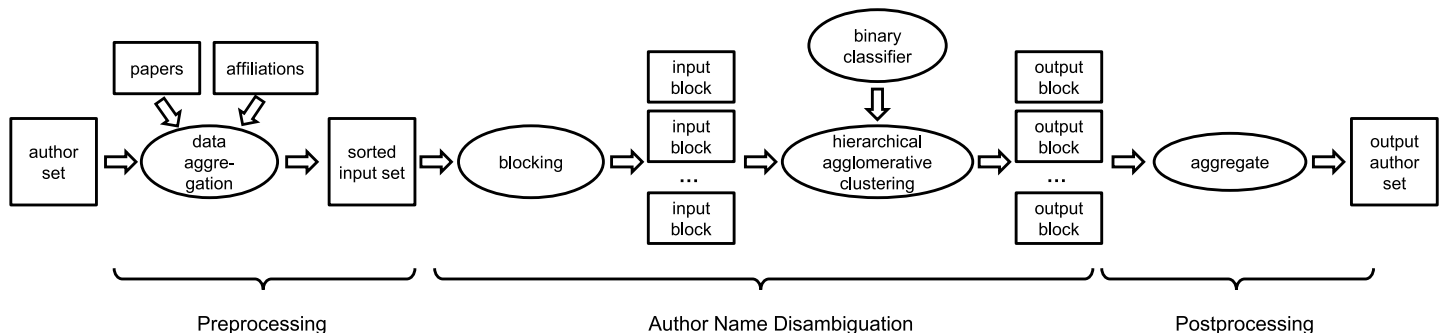 papers
affiliations
author
set
data
aggre-
gation
sorted
input set
blocking
input
block
input
block
...
input
block
binary
classifier
hierarchical
agglomerative
clustering
output
block
output
block
...
output
block
aggregate
output
author
set
Preprocessing
Author Name Disambiguation
Postprocessing